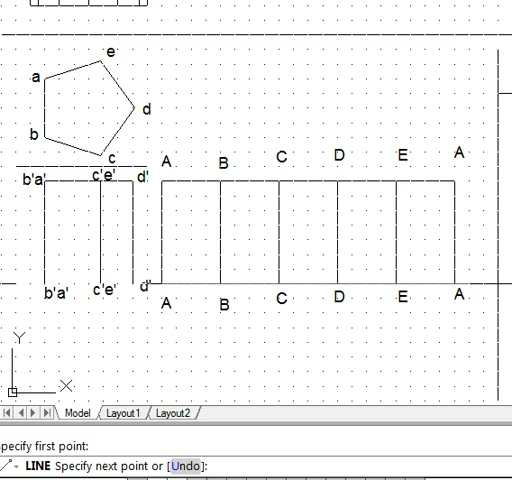 e
a
d
b
c
A B C D E A
b'a' c'e' d'
b'a' c'e' d'
A B C D E A
Y
X
Model Layout1 Layout2
pecify first point:
LINE Specify next point or [Undo]: